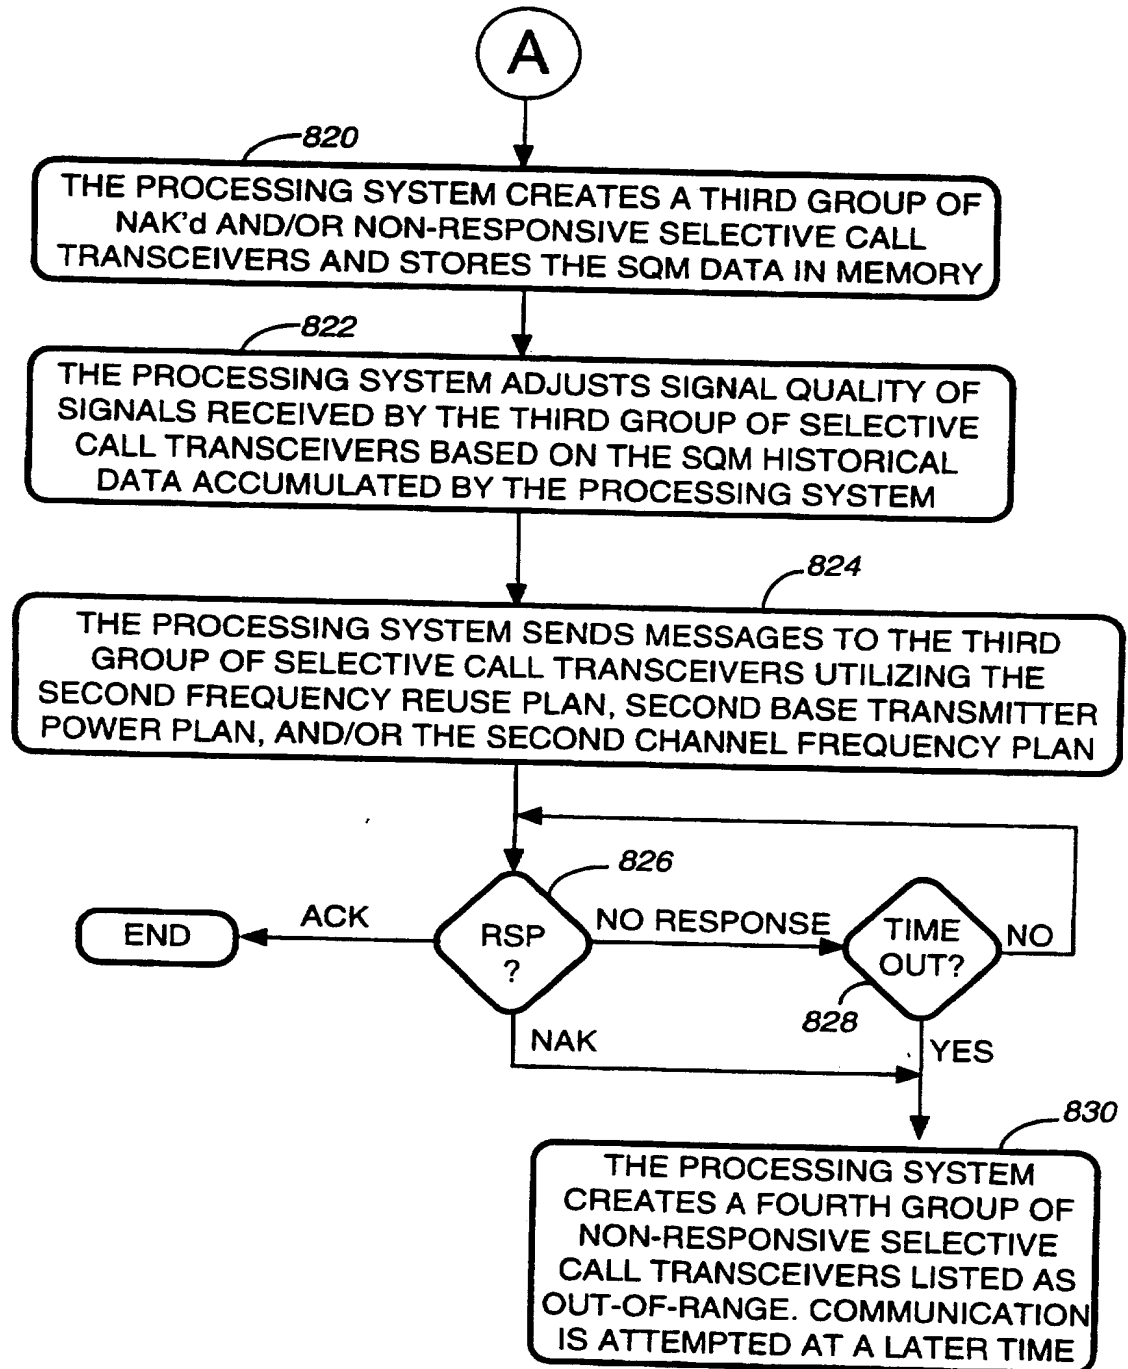 A
820
THE PROCESSING SYSTEM CREATES A THIRD GROUP OF
NAK'd AND/OR NON-RESPONSIVE SELECTIVE CALL
TRANSCEIVERS AND STORES THE SQM DATA IN MEMORY
822
THE PROCESSING SYSTEM ADJUSTS SIGNAL QUALITY OF
SIGNALS RECEIVED BY THE THIRD GROUP OF SELECTIVE
CALL TRANSCEIVERS BASED ON THE SQM HISTORICAL
DATA ACCUMULATED BY THE PROCESSING SYSTEM
824
THE PROCESSING SYSTEM SENDS MESSAGES TO THE THIRD
GROUP OF SELECTIVE CALL TRANSCEIVERS UTILIZING THE
SECOND FREQUENCY REUSE PLAN, SECOND BASE TRANSMITTER
POWER PLAN, AND/OR THE SECOND CHANNEL FREQUENCY PLAN
826
END
ACK
RSP
?
NO RESPONSE
TIME
OUT?
NO
828
NAK
YES
830
THE PROCESSING SYSTEM
CREATES A FOURTH GROUP OF
NON-RESPONSIVE SELECTIVE
CALL TRANSCEIVERS LISTED AS
OUT-OF-RANGE. COMMUNICATION
IS ATTEMPTED AT A LATER TIME